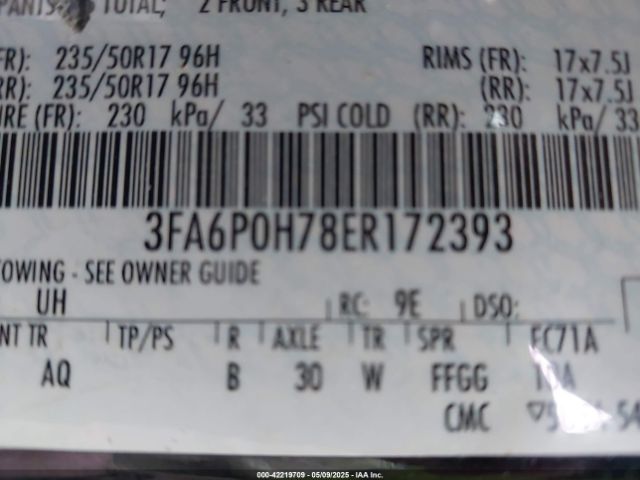 PANTS- TOTAL; 2 FRONT, 3 REAR
FR): 235/50R17 96H RIMS (FR): 17x7.5J
RR): 235/50R17 96H (RR): 17x7.5J
IRE (FR): 230 kPa/ 33 PSI COLD (RR): 230 kPa/ 33
3FA6P0H78ER172393
TOWING - SEE OWNER GUIDE
UH RC: 9E DSO:
NT TR TP/PS R AXLE TR SPR FC71A
AQ B 30 W FFGG
CMC
000-42219709 - 05/09/2025 - IAA Inc.